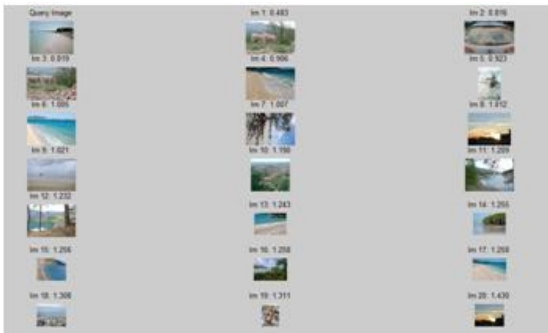 Query Image
Im 1: 0.483
Im 2: 0.816
Im 3: 0.819
Im 4: 0.906
Im 5: 0.923
Im 6: 1.005
Im 7: 1.007
Im 8: 1.012
Im 9: 1.021
Im 10: 1.150
Im 11: 1.209
Im 12: 1.232
Im 13: 1.243
Im 14: 1.255
Im 15: 1.256
Im 16: 1.258
Im 17: 1.259
Im 18: 1.308
Im 19: 1.311
Im 20: 1.430